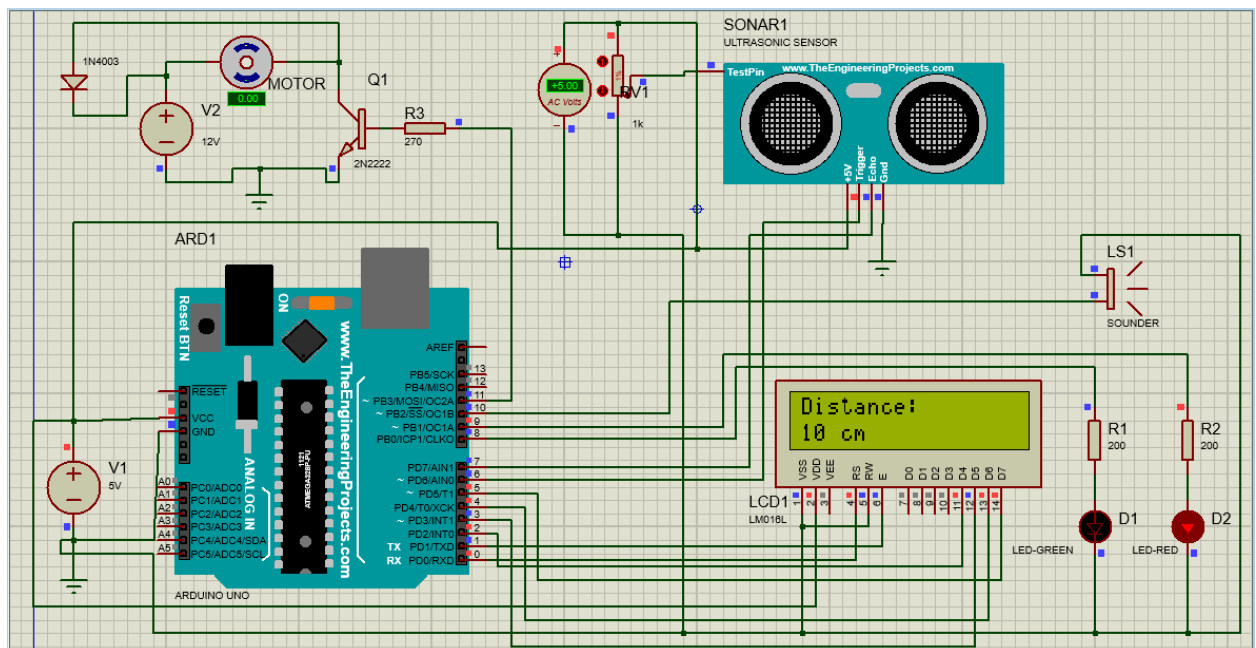 1N4003
MOTOR
0.00
V2
12V
Q1
2N2222
R3
270
+5.00
AC Volts
RV1
1%
1k
SONAR1
ULTRASONIC SENSOR
TestPin
www.TheEngineeringProjects.com
+5V
Trigger
Echo
Gnd
ARD1
Reset BTN
ON
www.TheEngineeringProjects.com
ANALOG IN
1121
ATMEGA328P-PU
RESET
VCC
GND
A0 PC0/ADC0
A1 PC1/ADC1
A2 PC2/ADC2
A3 PC3/ADC3
A4 PC4/ADC4/SDA
A5 PC5/ADC5/SCL
AREF
PB5/SCK 13
PB4/MISO 12
~ PB3/MOSI/OC2A 11
~ PB2/SS/OC1B 10
~ PB1/OC1A 9
PB0/ICP1/CLKO 8
PD7/AIN1 7
~ PD6/AIN0 6
~ PD5/T1 5
PD4/T0/XCK 4
~ PD3/INT1 3
PD2/INT0 2
TX PD1/TXD 1
RX PD0/RXD 0
ARDUINO UNO
V1
5V
LS1
SOUNDER
Distance:
10 cm
VSS VDD VEE RS RW E D0 D1 D2 D3 D4 D5 D6 D7
1 2 3 4 5 6 7 8 9 10 11 12 13 14
LCD1
LM016L
R1
200
R2
200
D1
LED-GREEN
D2
LED-RED